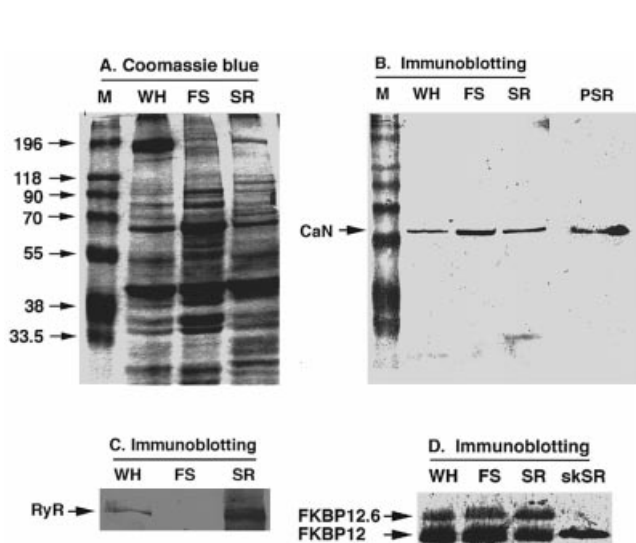 A. Coomassie blue
M WH FS SR
196
118
90
70
55
38
33.5
B. Immunoblotting
M WH FS SR PSR
CaN
C. Immunoblotting
WH FS SR
RyR
D. Immunoblotting
WH FS SR skSR
FKBP12.6
FKBP12